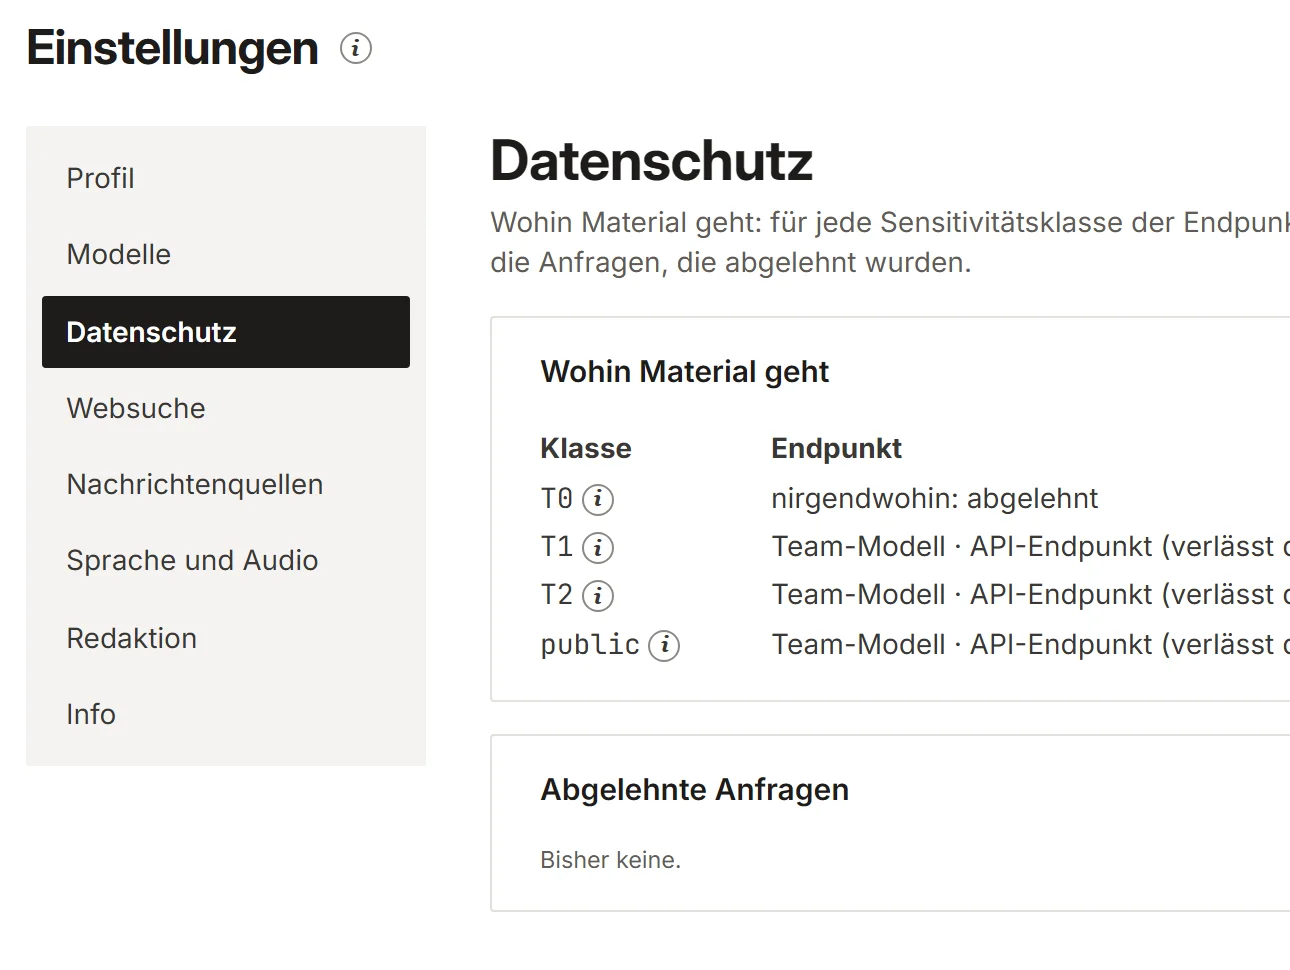 Einstellungen
Profil
Modelle
Datenschutz
Websuche
Nachrichtenquellen
Sprache und Audio
Redaktion
Info
Datenschutz
Wohin Material geht: für jede Sensitivitätsklasse der
die Anfragen, die abgelehnt wurden.
Wohin Material geht
Klasse Endpunkt
T0 nirgendwohin: abgelehnt
T1 Team-Modell · API-Endpunkt (verlässt
T2 Team-Modell · API-Endpunkt (verlässt
public Team-Modell · API-Endpunkt (verlässt
Abgelehnte Anfragen
Bisher keine.